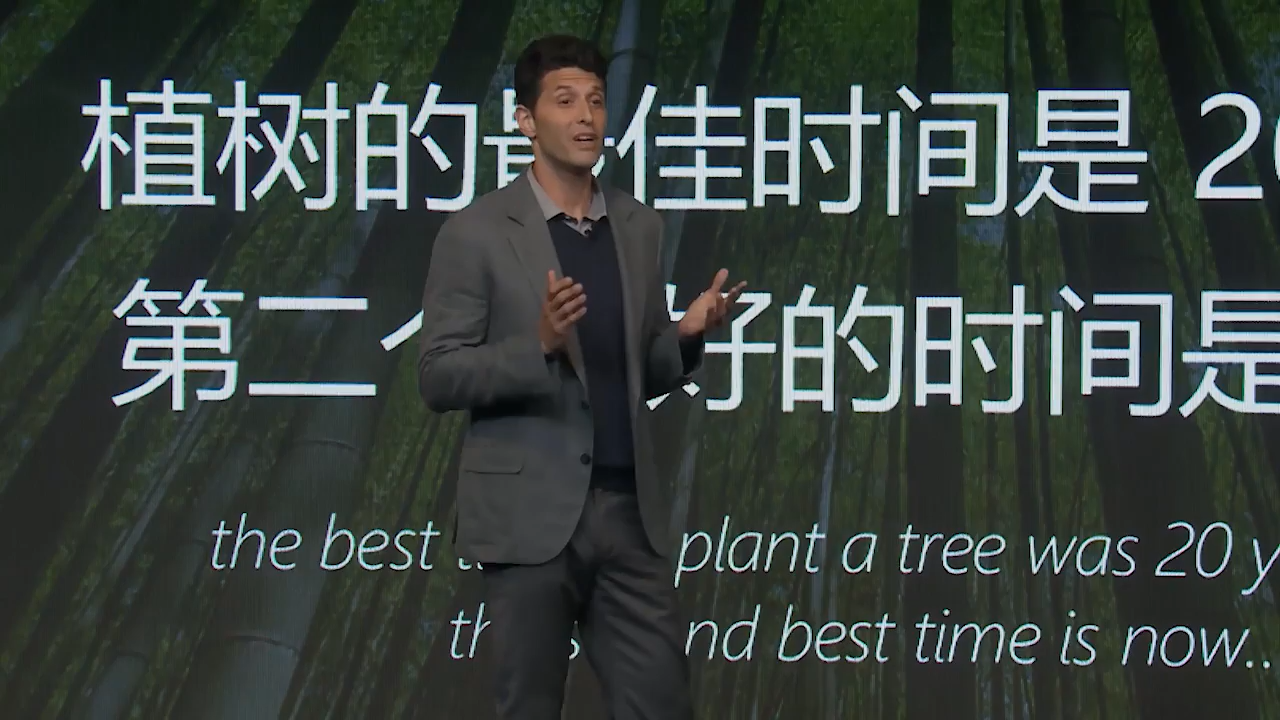 植树的最佳时间是 2
第二 好的时间是
the best plant a tree was 20
best time is now..